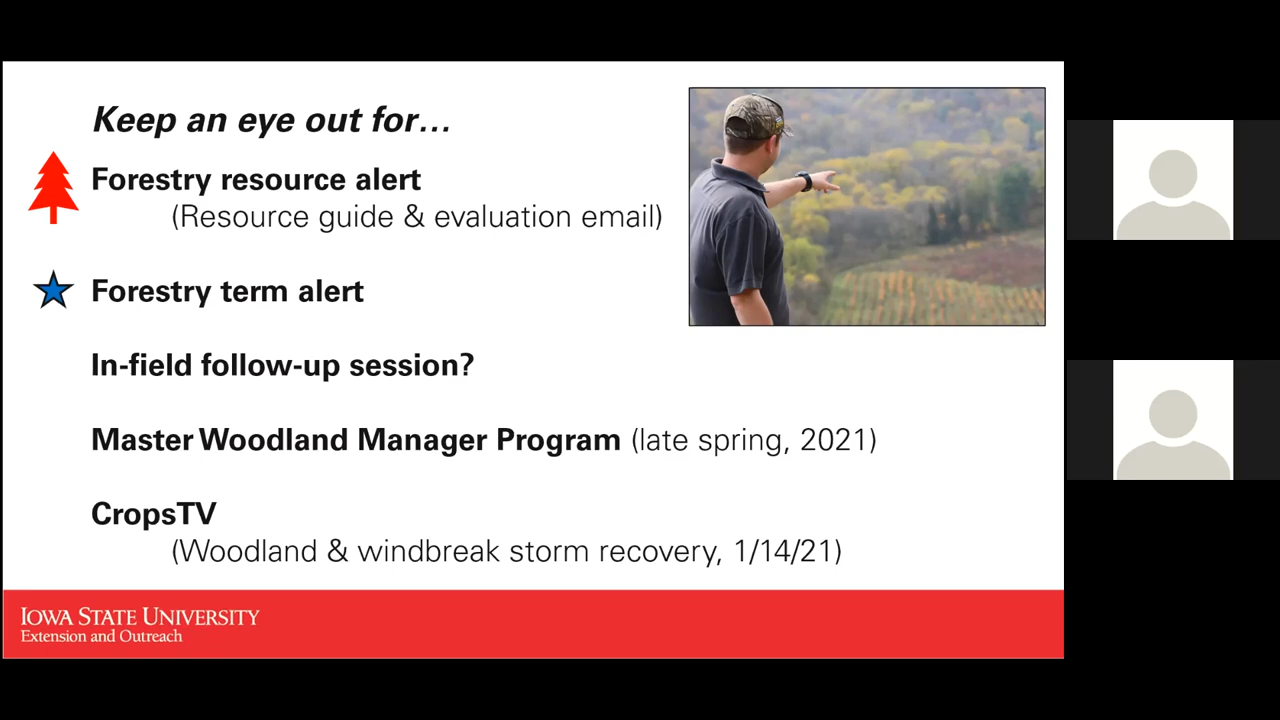 Keep an eye out for…
Forestry resource alert
(Resource guide & evaluation email)
Forestry term alert
In-field follow-up session?
Master Woodland Manager Program (late spring, 2021)
CropsTV
(Woodland & windbreak storm recovery, 1/14/21)
IOWA STATE UNIVERSITY
Extension and Outreach